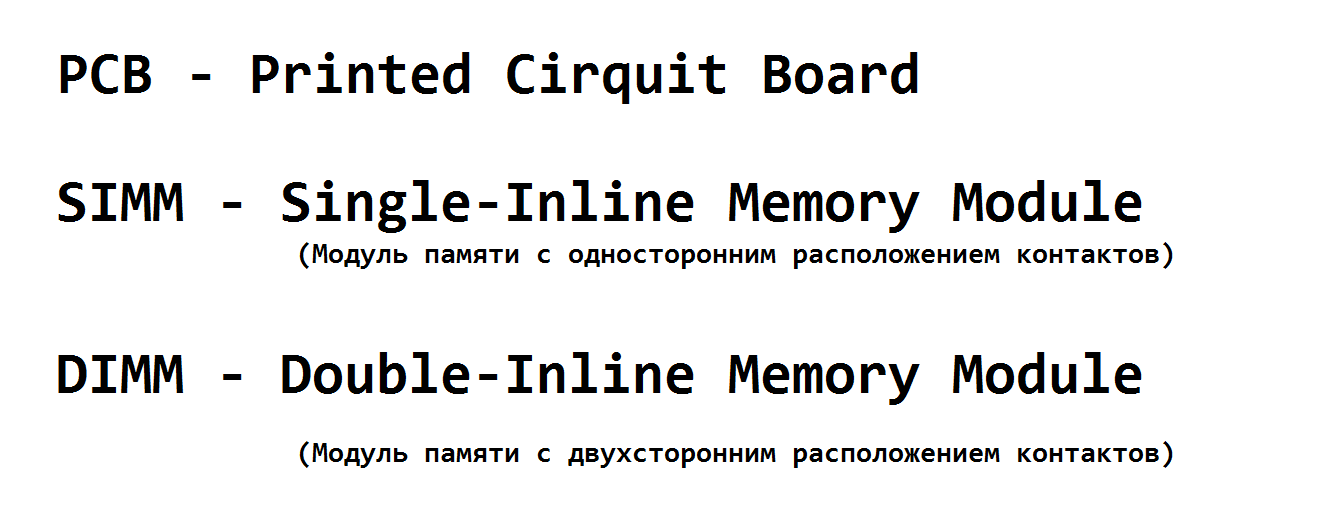 PCB - Printed Cirquit Board
SIMM - Single-Inline Memory Module
(Модуль памяти с односторонним расположением контактов)
DIMM - Double-Inline Memory Module
(Модуль памяти с двухсторонним расположением контактов)